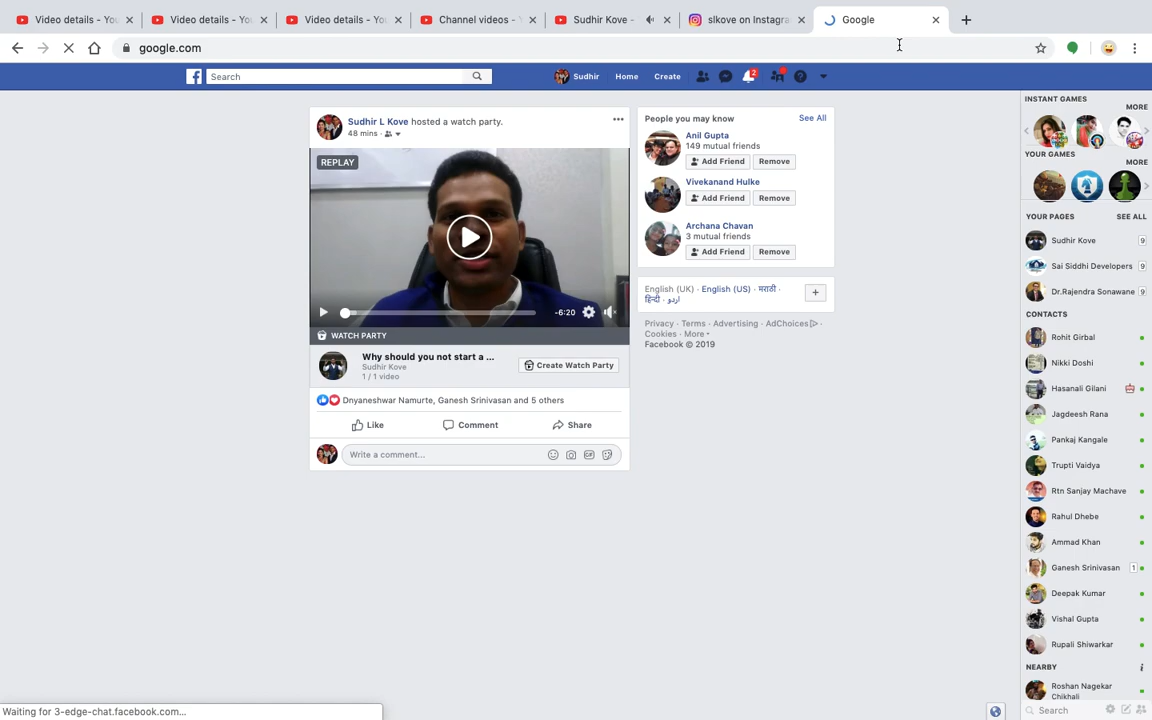 Video details - You
Video details - You
Video details - You
Channel videos - Y
Sudhir Kove -
slkove on Instagra
Google
google.com
Search
Sudhir
Home
Create
2
Sudhir L Kove hosted a watch party.
48 mins ·
REPLAY
-6:20
WATCH PARTY
Why should you not start a ...
Sudhir Kove
1 / 1 video
Create Watch Party
Dnyaneshwar Namurte, Ganesh Srinivasan and 5 others
Like
Comment
Share
Write a comment...
GIF
People you may know
See All
Anil Gupta
149 mutual friends
Add Friend
Remove
Vivekanand Hulke
Add Friend
Remove
Archana Chavan
3 mutual friends
Add Friend
Remove
English (UK) · English (US) · मराठी ·
हिन्दी · اردو
Privacy · Terms · Advertising · AdChoices ·
Cookies · More
Facebook © 2019
INSTANT GAMES
MORE
YOUR GAMES
MORE
YOUR PAGES
SEE ALL
Sudhir Kove
9
Sai Siddhi Developers
9
Dr.Rajendra Sonawane
9
CONTACTS
Rohit Girbal
Nikki Doshi
Hasanali Gilani
Jagdeesh Rana
Pankaj Kangale
Trupti Vaidya
Rtn Sanjay Machave
Rahul Dhebe
Ammad Khan
Ganesh Srinivasan
1
Deepak Kumar
Vishal Gupta
Rupali Shiwarkar
NEARBY
Roshan Nagekar
Chikhali
Search
Waiting for 3-edge-chat.facebook.com...